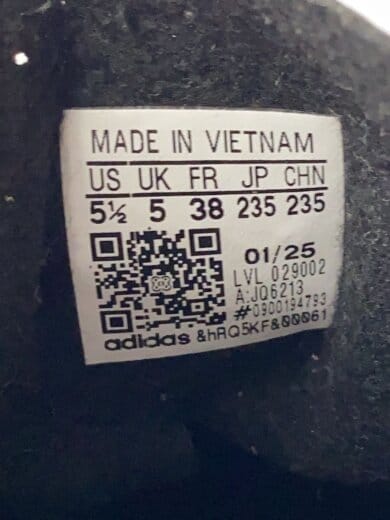 MADE IN VIETNAM
US UK FR JP CHN
5½ 5 38 235 235
01/25
LVL 029002
A:JQ6213
#0900194793
adidas &hRQ5KF&00061